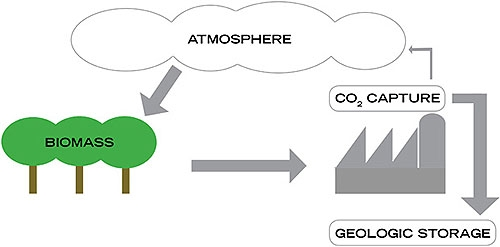 ATMOSPHERE
CO₂ CAPTURE
BIOMASS
GEOLOGIC STORAGE